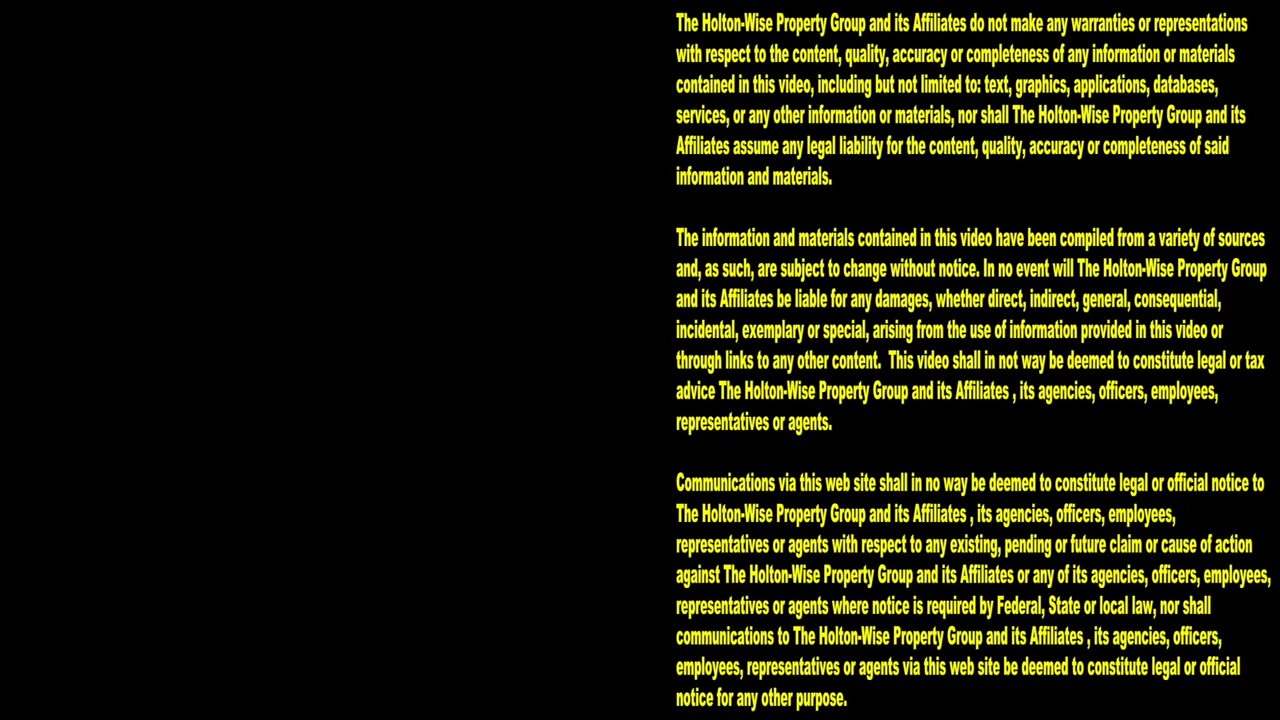 The Holton-Wise Property Group and its Affiliates do not make any warranties or representations
with respect to the content, quality, accuracy or completeness of any information or materials
contained in this video, including but not limited to: text, graphics, applications, databases,
services, or any other information or materials, nor shall The Holton-Wise Property Group and its
Affiliates assume any legal liability for the content, quality, accuracy or completeness of said
information and materials.
The information and materials contained in this video have been compiled from a variety of sources
and, as such, are subject to change without notice. In no event will The Holton-Wise Property Group
and its Affiliates be liable for any damages, whether direct, indirect, general, consequential,
incidental, exemplary or special, arising from the use of information provided in this video or
through links to any other content.  This video shall in not way be deemed to constitute legal or tax
advice The Holton-Wise Property Group and its Affiliates , its agencies, officers, employees,
representatives or agents.
Communications via this web site shall in no way be deemed to constitute legal or official notice to
The Holton-Wise Property Group and its Affiliates , its agencies, officers, employees,
representatives or agents with respect to any existing, pending or future claim or cause of action
against The Holton-Wise Property Group and its Affiliates or any of its agencies, officers, employees,
representatives or agents where notice is required by Federal, State or local law, nor shall
communications to The Holton-Wise Property Group and its Affiliates , its agencies, officers,
employees, representatives or agents via this web site be deemed to constitute legal or official
notice for any other purpose.